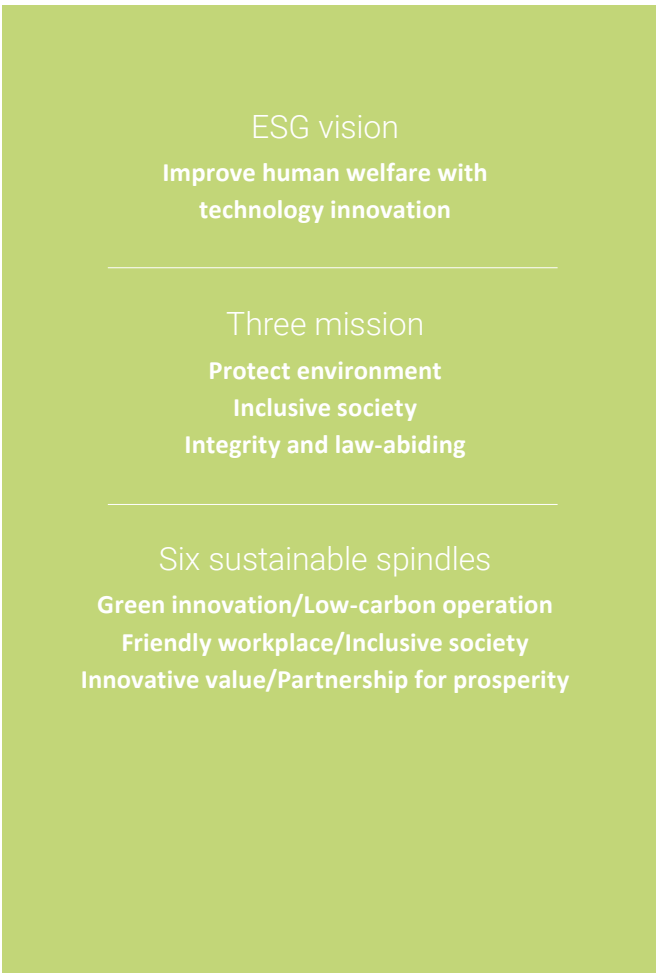 ESG vision
Improve human welfare with
technology innovation
Three mission
Protect environment
Inclusive society
Integrity and law-abiding
Six sustainable spindles
Green innovation/Low-carbon operation
Friendly workplace/Inclusive society
Innovative value/Partnership for prosperity